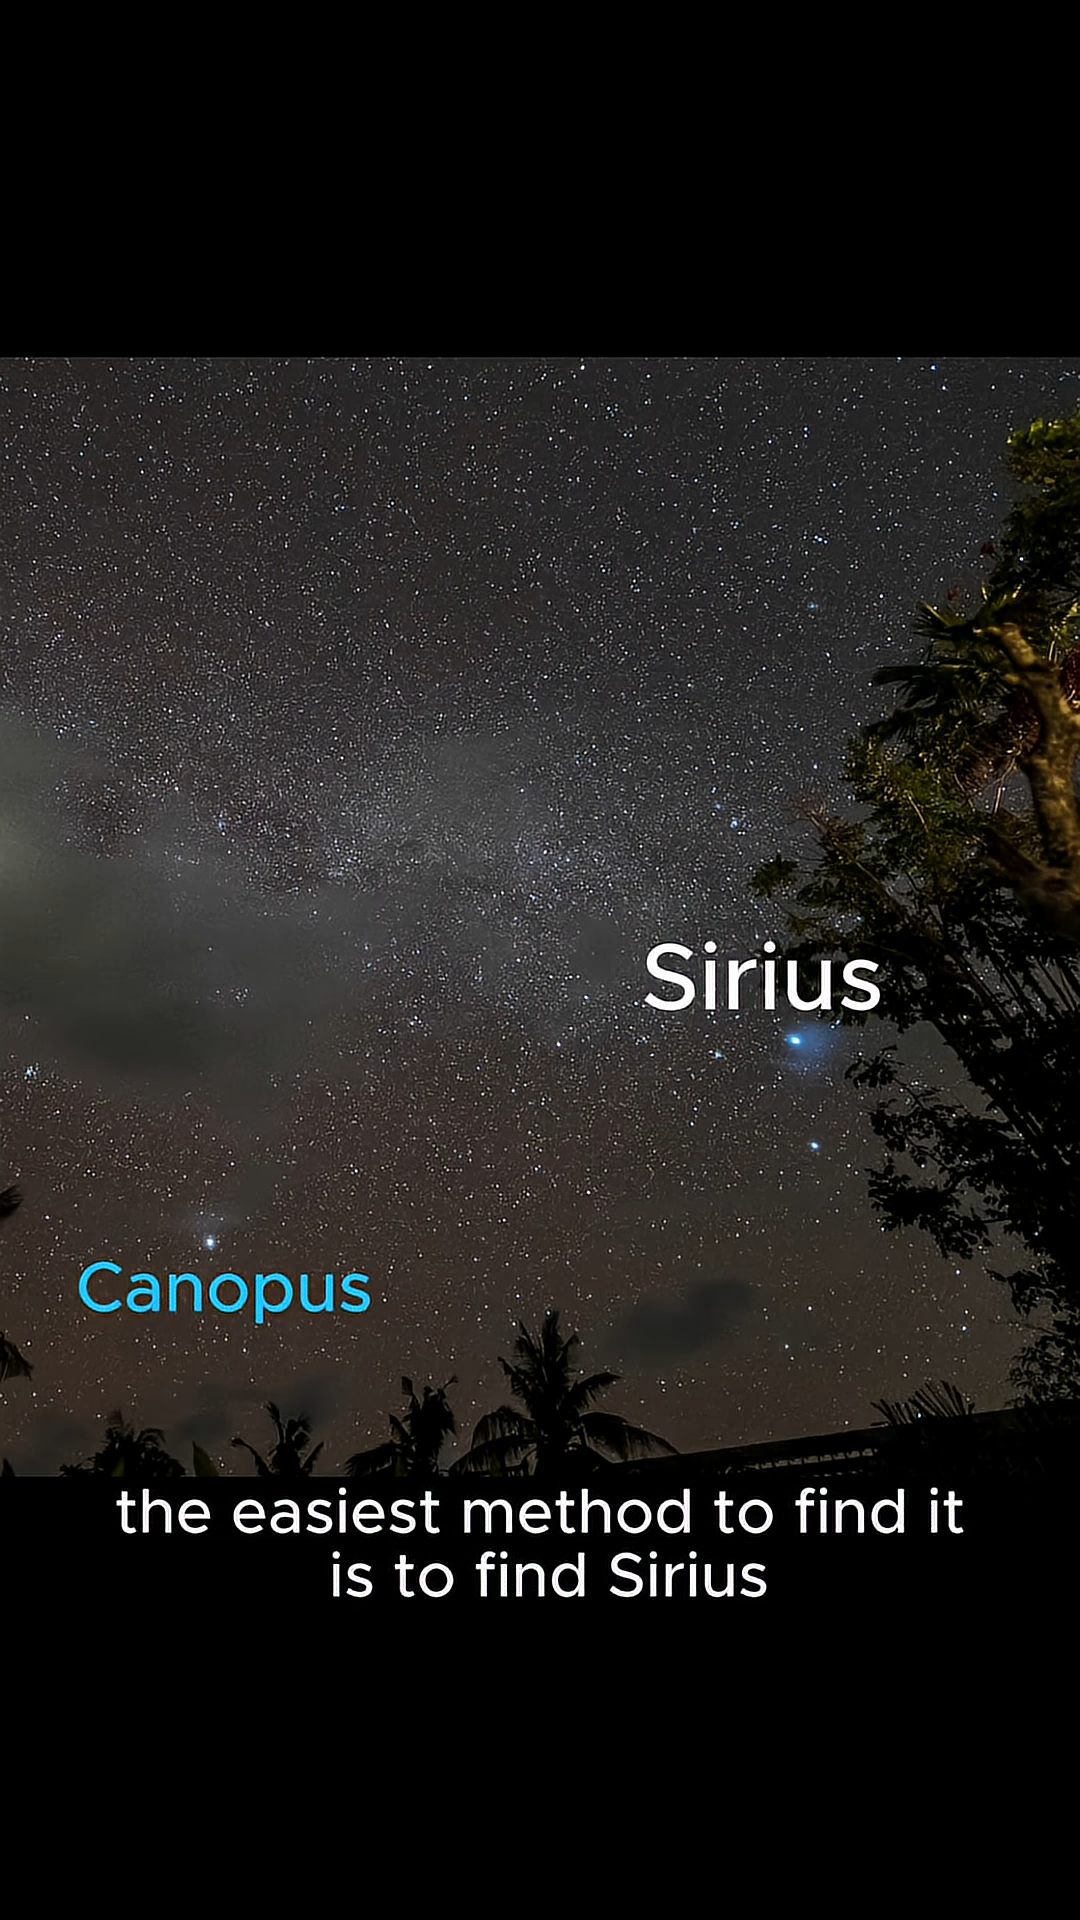 Sirius
Canopus
the easiest method to find it
is to find Sirius